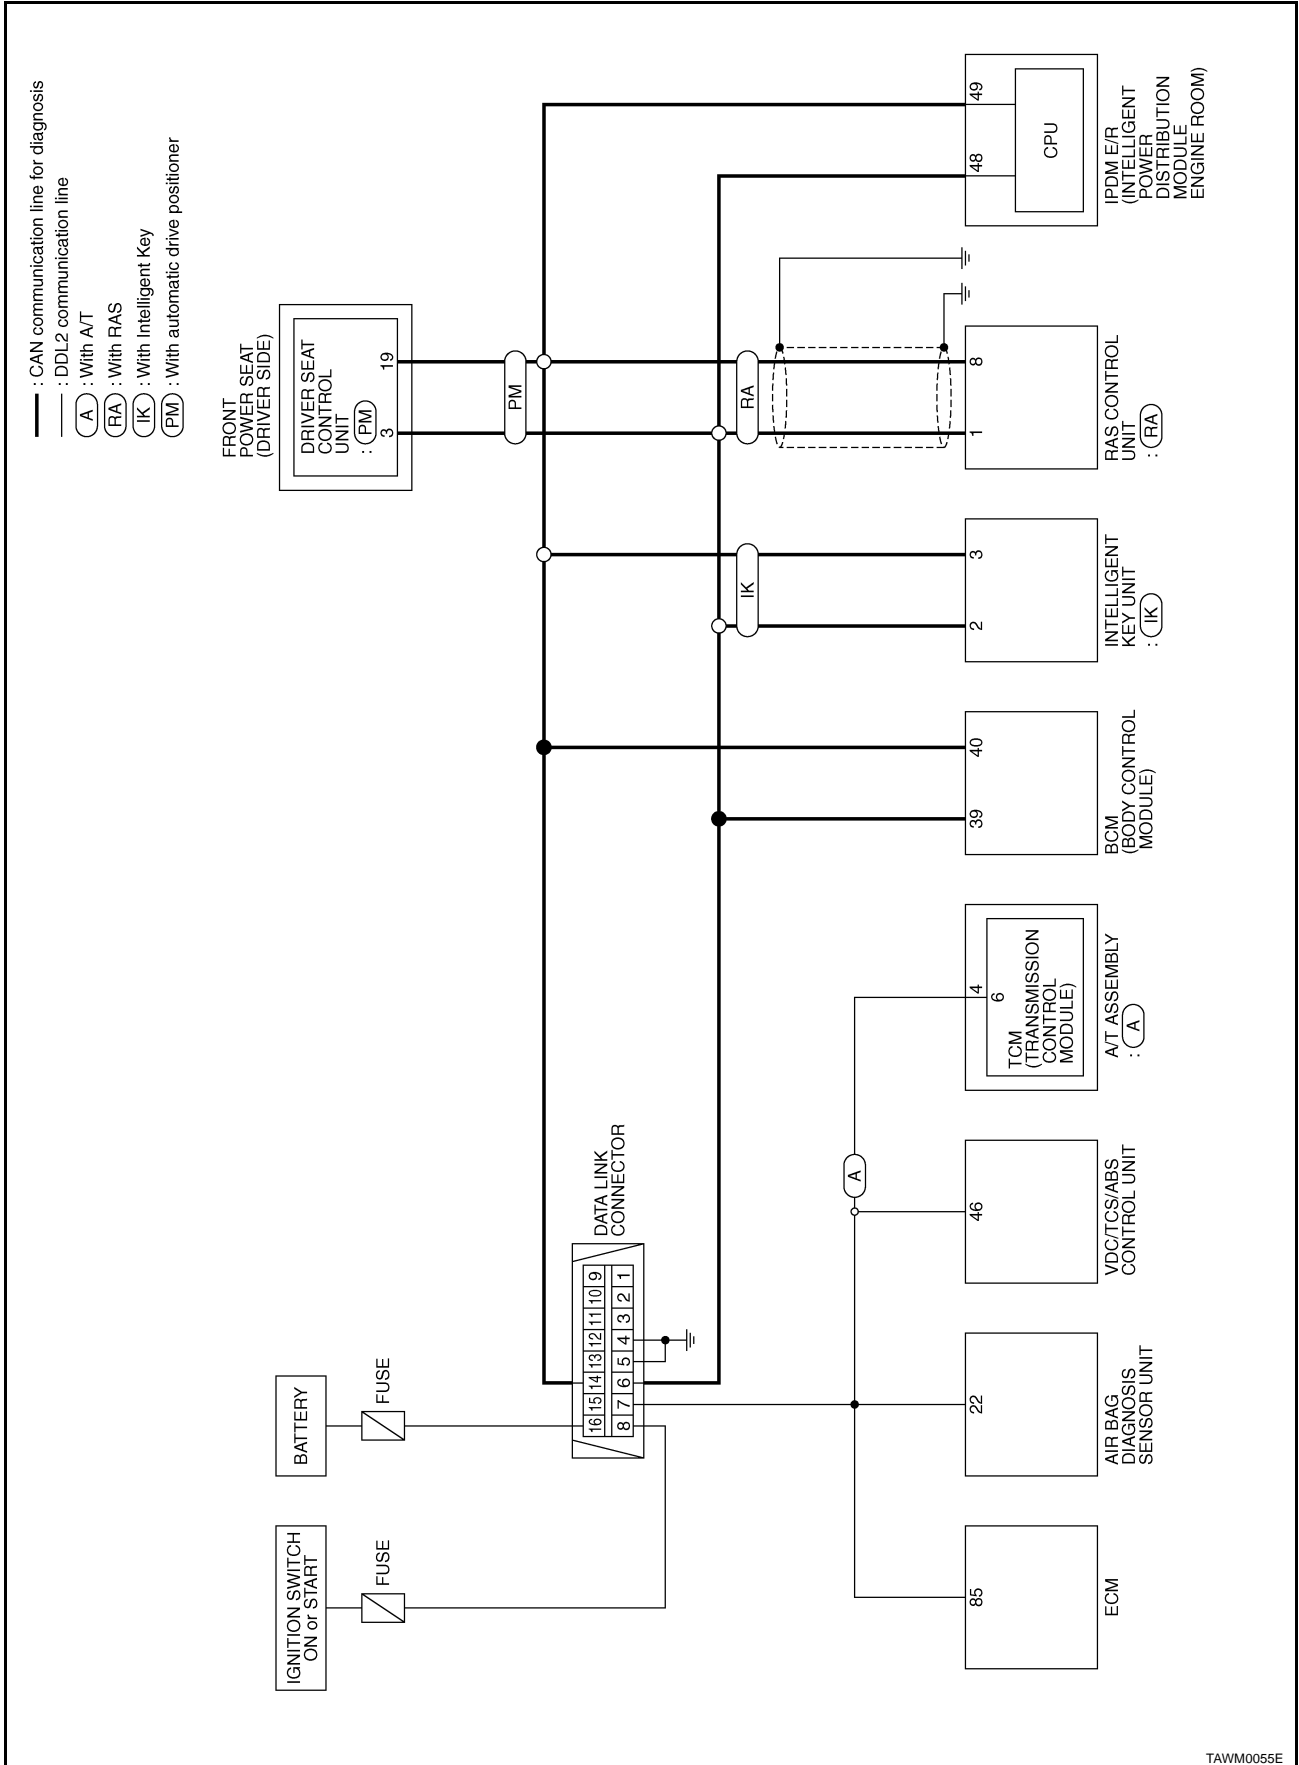 : CAN communication line for diagnosis
: DDL2 communication line
A : With A/T
RA : With RAS
IK : With Intelligent Key
PM : With automatic drive positioner
IGNITION SWITCH
ON or START
FUSE
BATTERY
FUSE
DATA LINK
CONNECTOR
16 15 14 13 12 11 10 9
8 7 6 5 4 3 2 1
FRONT
POWER SEAT
(DRIVER SIDE)
DRIVER SEAT
CONTROL
UNIT
: PM
3 19
PM
RA
IK
A
85
ECM
22
AIR BAG
DIAGNOSIS
SENSOR UNIT
46
VDC/TCS/ABS
CONTROL UNIT
4
6
TCM
(TRANSMISSION
CONTROL
MODULE)
A/T ASSEMBLY
: A
39 40
BCM
(BODY CONTROL
MODULE)
2 3
INTELLIGENT
KEY UNIT
: IK
1 8
RAS CONTROL
UNIT
: RA
48 49
CPU
IPDM E/R
(INTELLIGENT
POWER
DISTRIBUTION
MODULE
ENGINE ROOM)
TAWM0055E